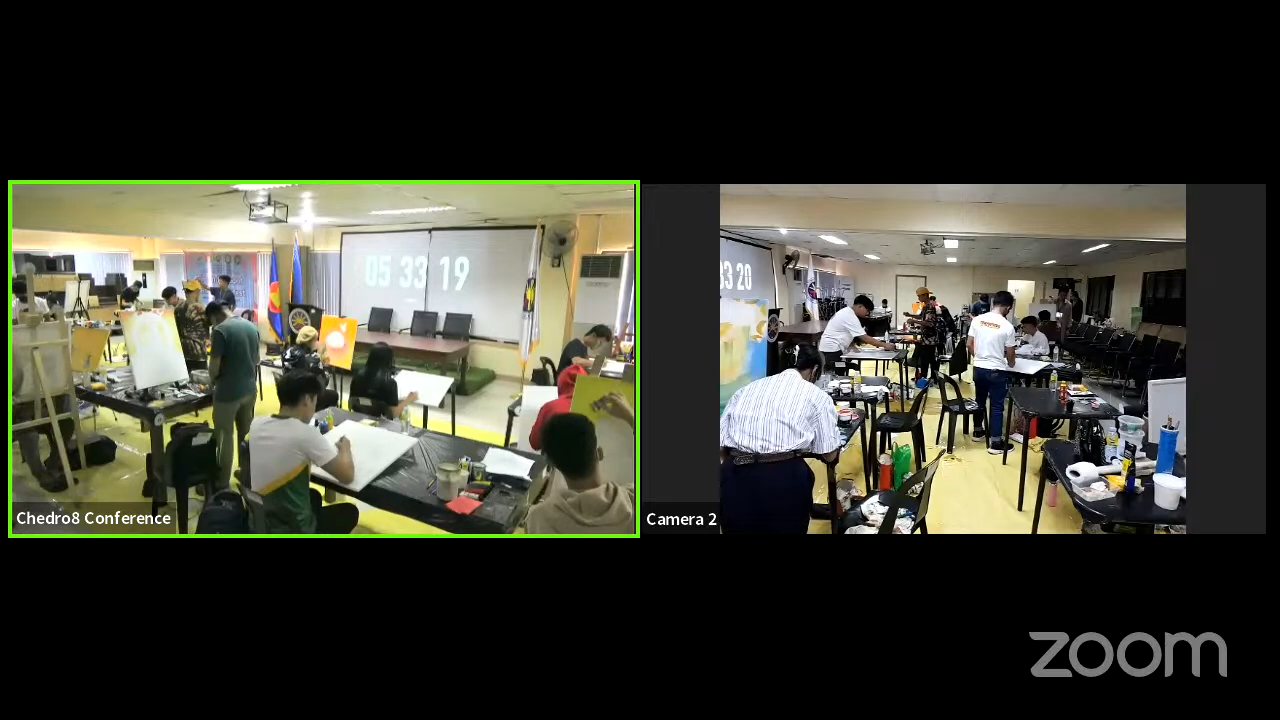 05 33 19
33 20
Chedro8 Conference
Camera 2
zoom